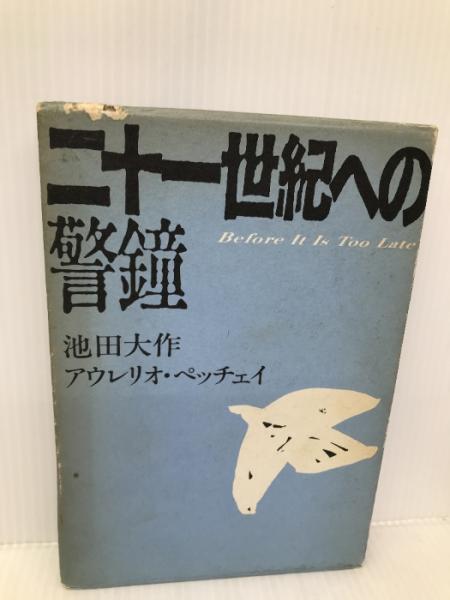 二十一世紀への
警鐘
Before It Is Too Late
池田大作
アウレリオ・ペッチェイ